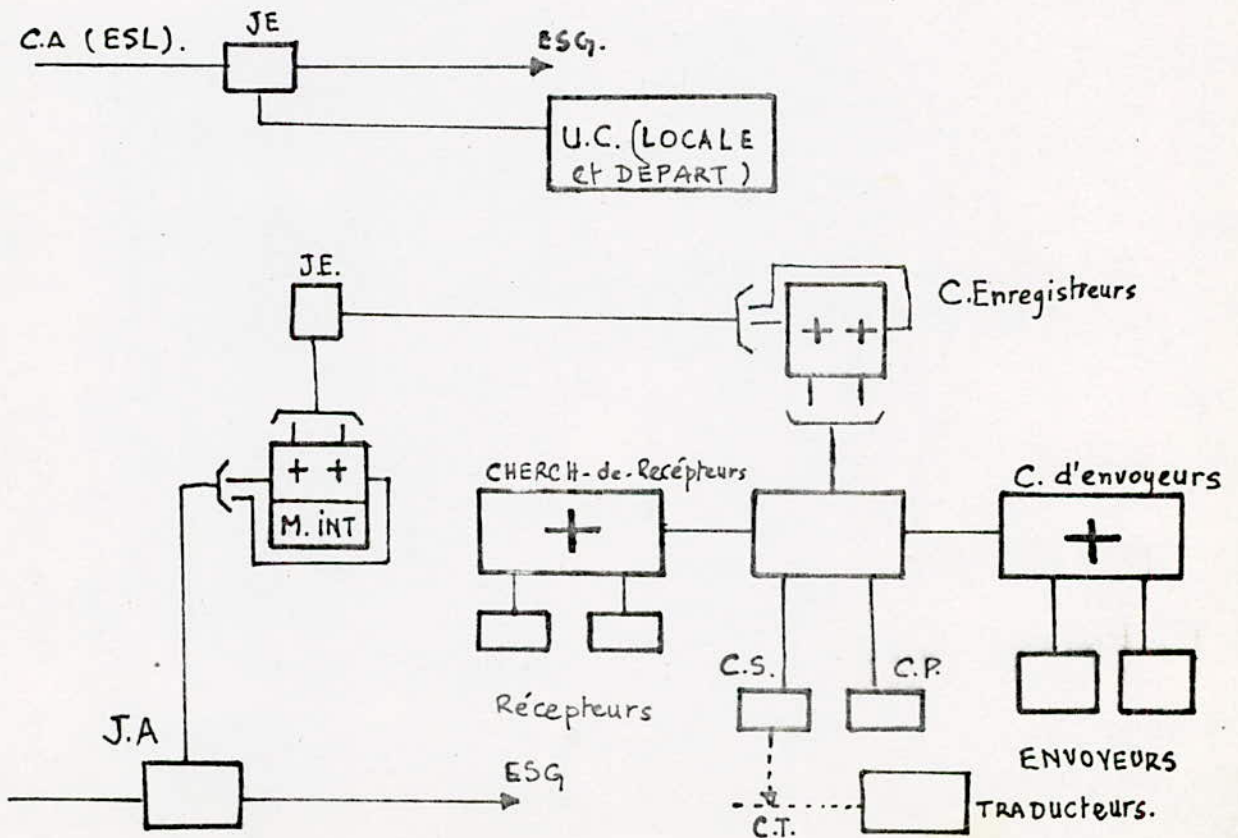 C.A (ESL).
JE
ESG.
U.C. (LOCALE
et DEPART)
J.E.
C.Enregistreurs
+ +
+ +
M. INT
CHERCH-de-Recépteurs
+
C. d'envoyeurs
+
C.S.
C.P.
Récepteurs
J.A
ESG
ENVOYEURS
C.T.
TRADUCTEURS.